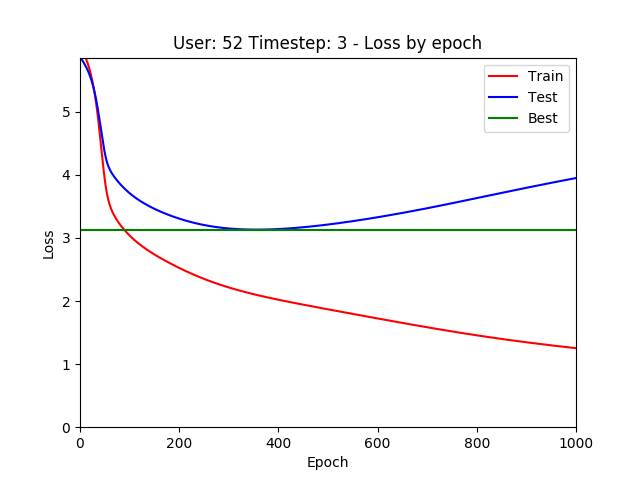 User: 52 Timestep: 3 - Loss by epoch
Train
Test
Best
Loss
5
4
3
2
1
0
0 200 400 600 800 1000
Epoch